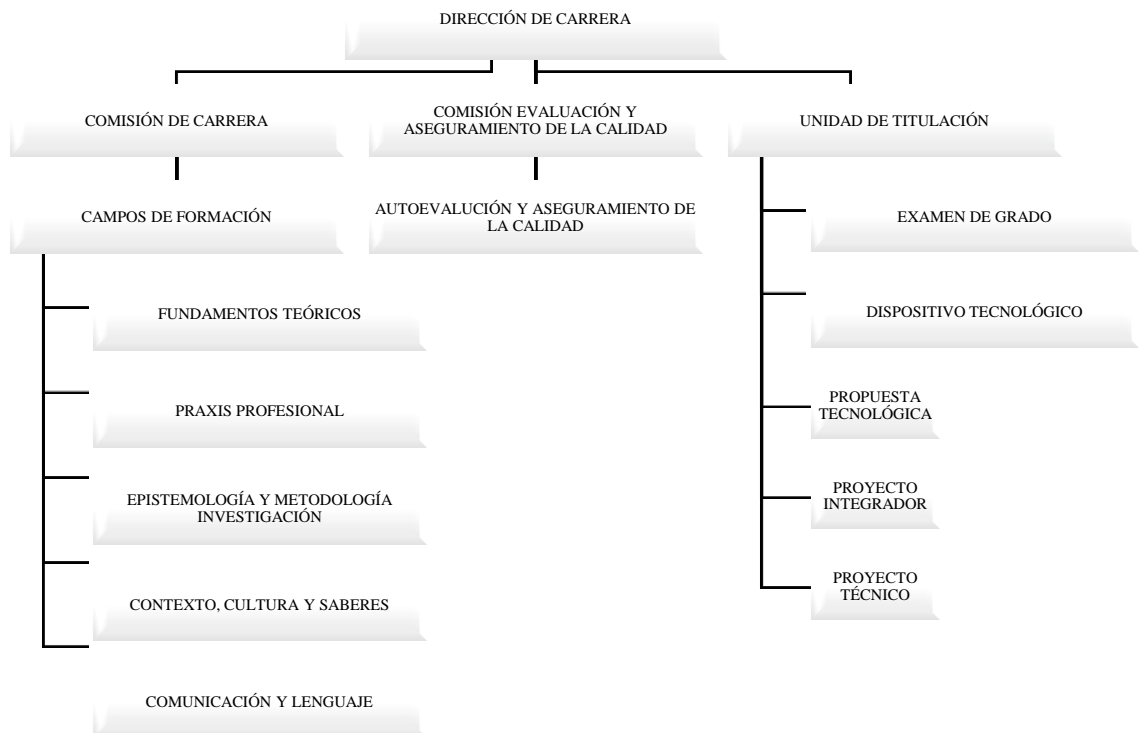 DIRECCIÓN DE CARRERA
COMISIÓN DE CARRERA
COMISIÓN EVALUACIÓN Y
ASEGURAMIENTO DE LA CALIDAD
UNIDAD DE TITULACIÓN
CAMPOS DE FORMACIÓN
AUTOEVALUCIÓN Y ASEGURAMIENTO DE
LA CALIDAD
EXAMEN DE GRADO
FUNDAMENTOS TEÓRICOS
DISPOSITIVO TECNOLÓGICO
PRAXIS PROFESIONAL
PROPUESTA
TECNOLÓGICA
EPISTEMOLOGÍA Y METODOLOGÍA
INVESTIGACIÓN
PROYECTO
INTEGRADOR
CONTEXTO, CULTURA Y SABERES
PROYECTO
TÉCNICO
COMUNICACIÓN Y LENGUAJE